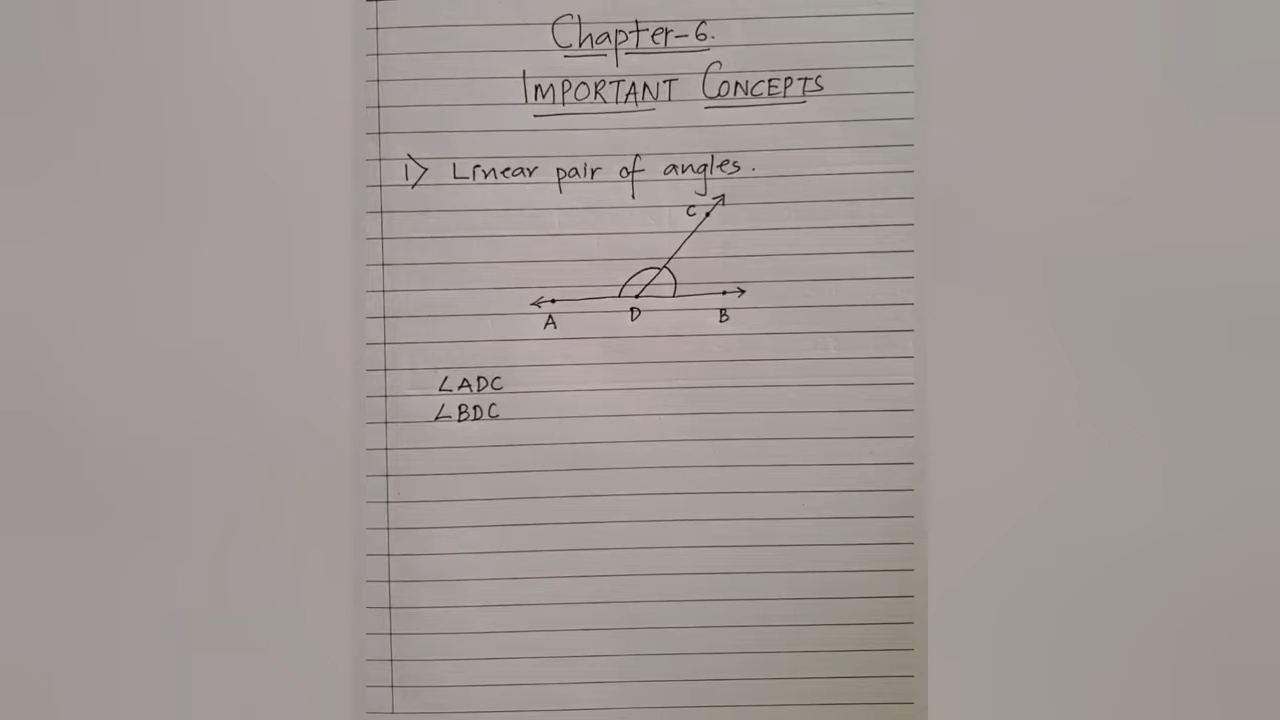 Chapter-6.
IMPORTANT CONCEPTS
1) Linear pair of angles.
C
A D B
∠ADC
∠BDC